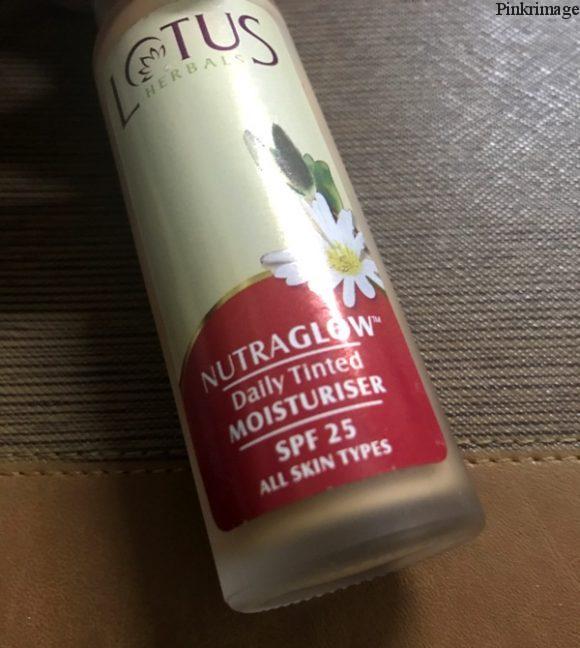 Pinkrimage
LOTUS
HERBALS
NUTRAGLOW™
Daily Tinted
MOISTURISER
SPF 25
ALL SKIN TYPES